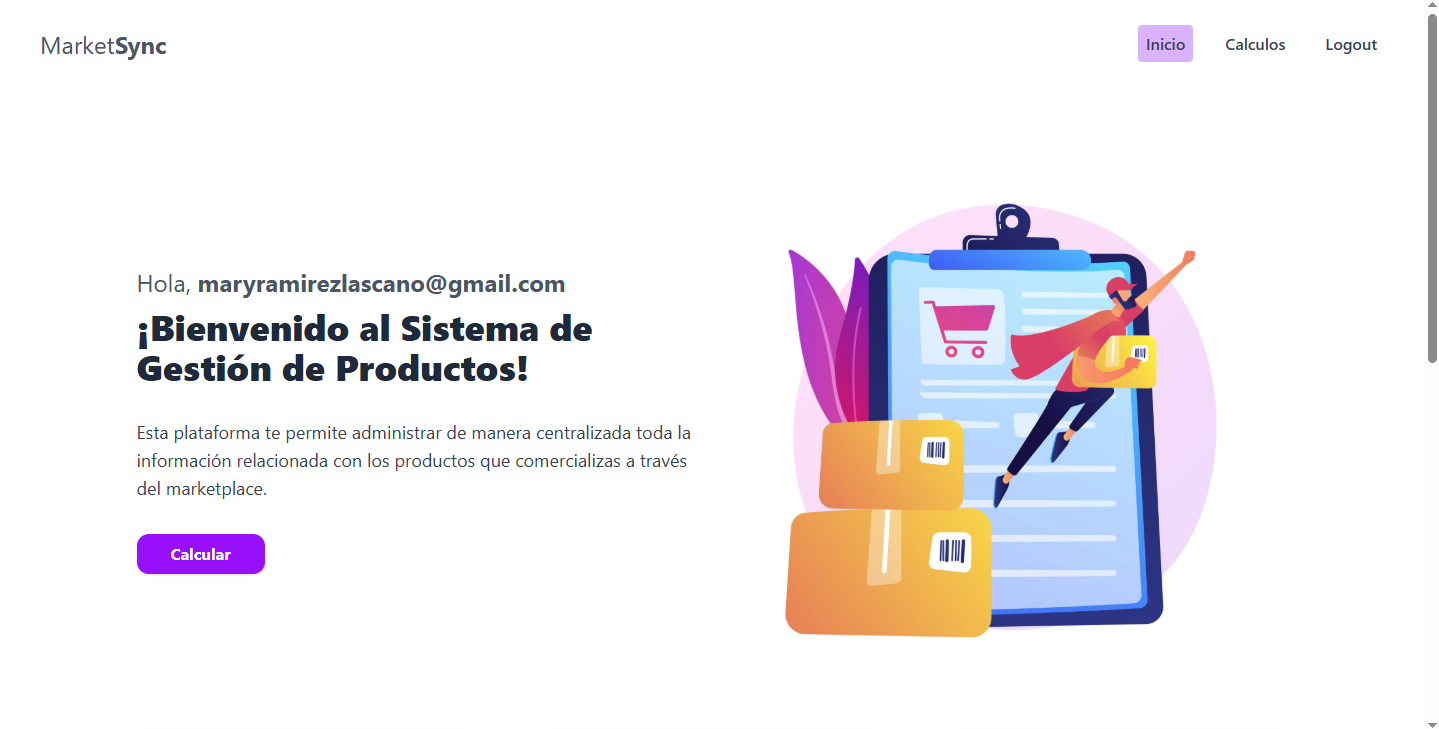 MarketSync
Inicio
Calculos
Logout
Hola, maryramirezlascano@gmail.com
¡Bienvenido al Sistema de
Gestión de Productos!
Esta plataforma te permite administrar de manera centralizada toda la
información relacionada con los productos que comercializas a través
del marketplace.
Calcular